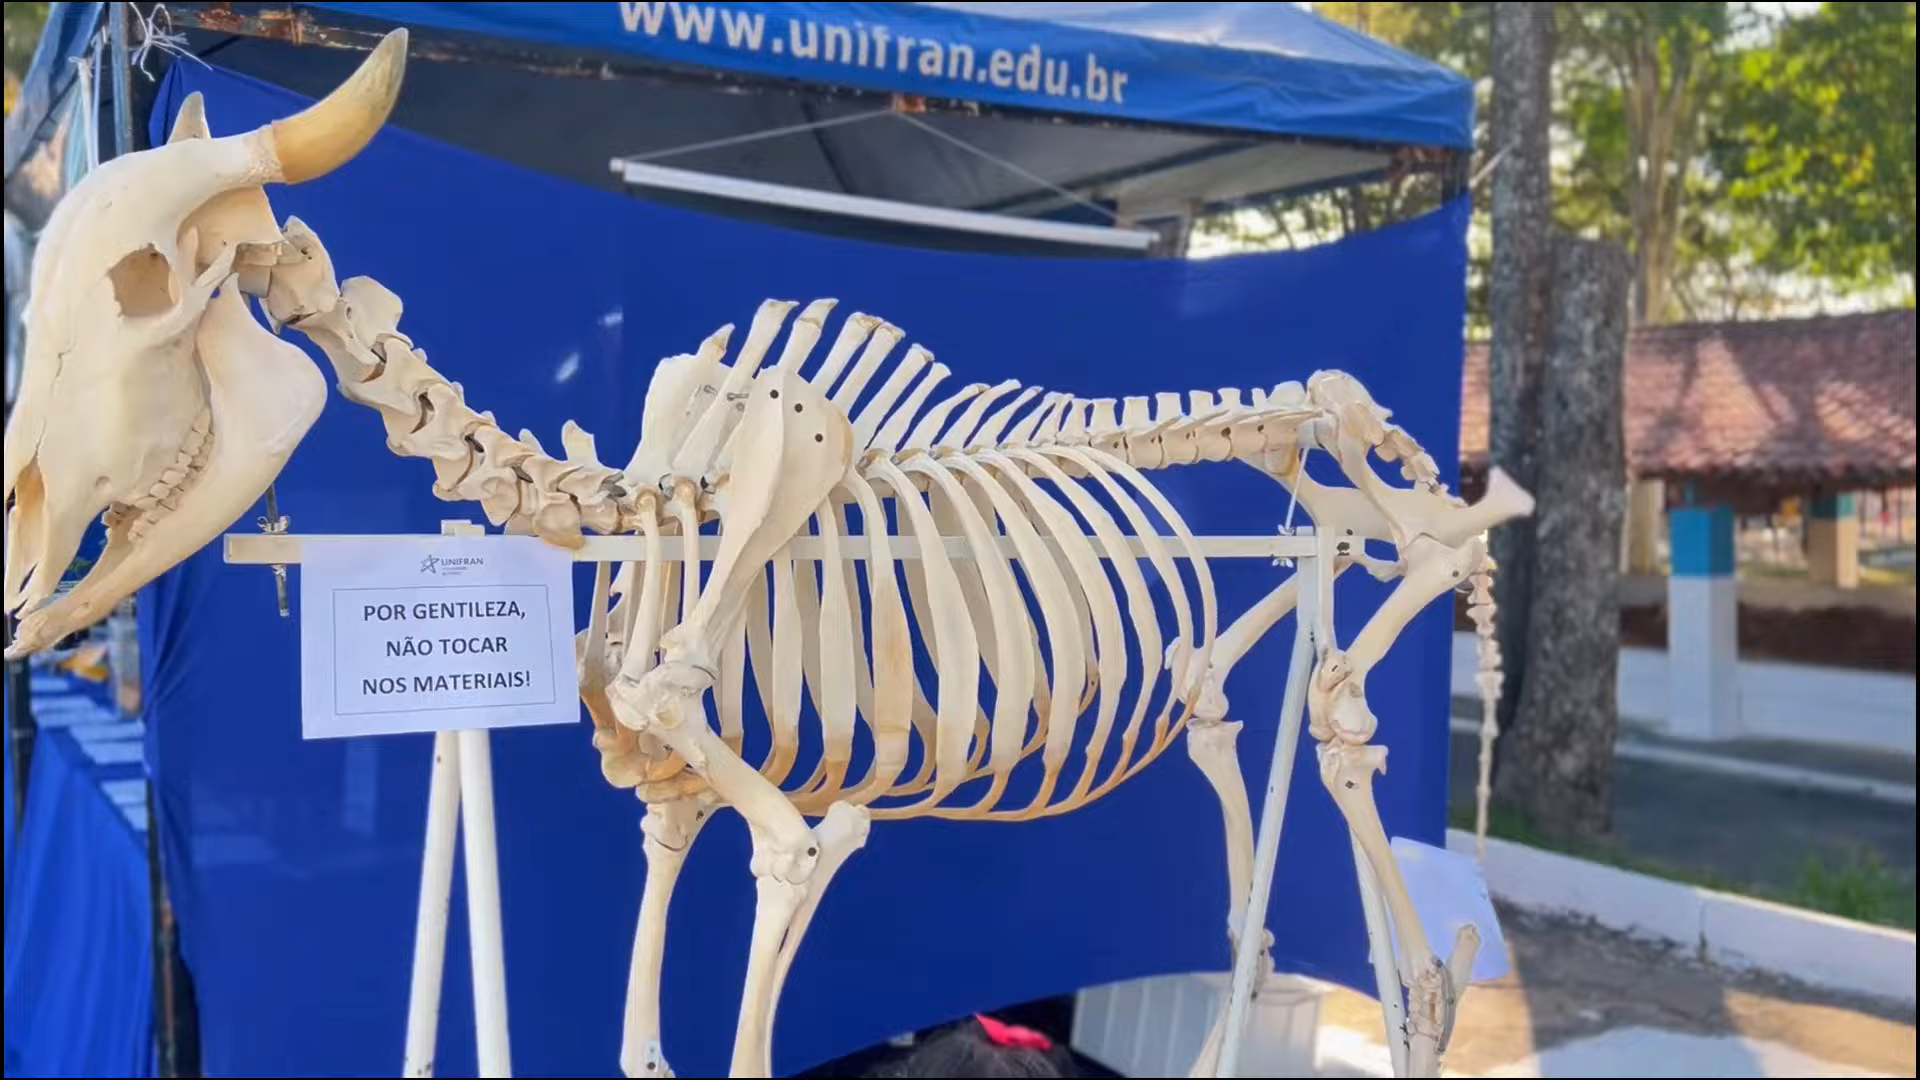 www.unifran.edu.br
UNIFRAN
POR GENTILEZA,
NÃO TOCAR
NOS MATERIAIS!